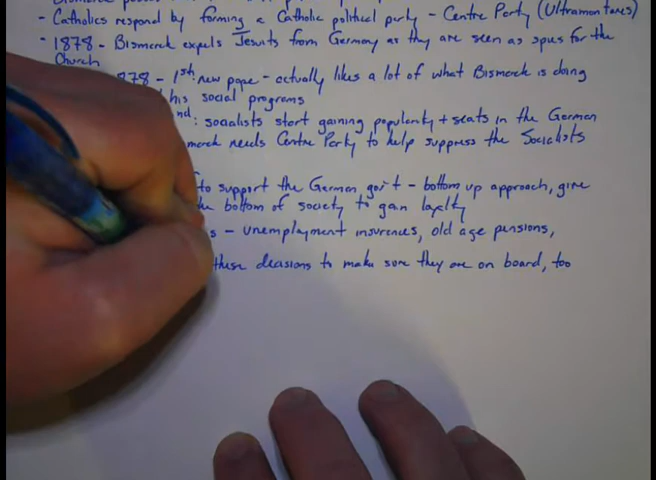 - Catholics respond by forming a Catholic political party - Centre Party (Ultramontanes)
- 1878 - Bismarck expels Jesuits from Germany as they are seen as spies for the
Church
878 - 1st: new pope - actually likes a lot of what Bismarck is doing
his social programs
nd: socialists start gaining popularity + seats in the German
marck needs Centre Party to help suppress the Socialists
to support the German gov't - bottom up approach, give
the bottom of society to gain loyalty
s - unemployment insurances, old age pensions,
these decisions to make sure they are on board, too